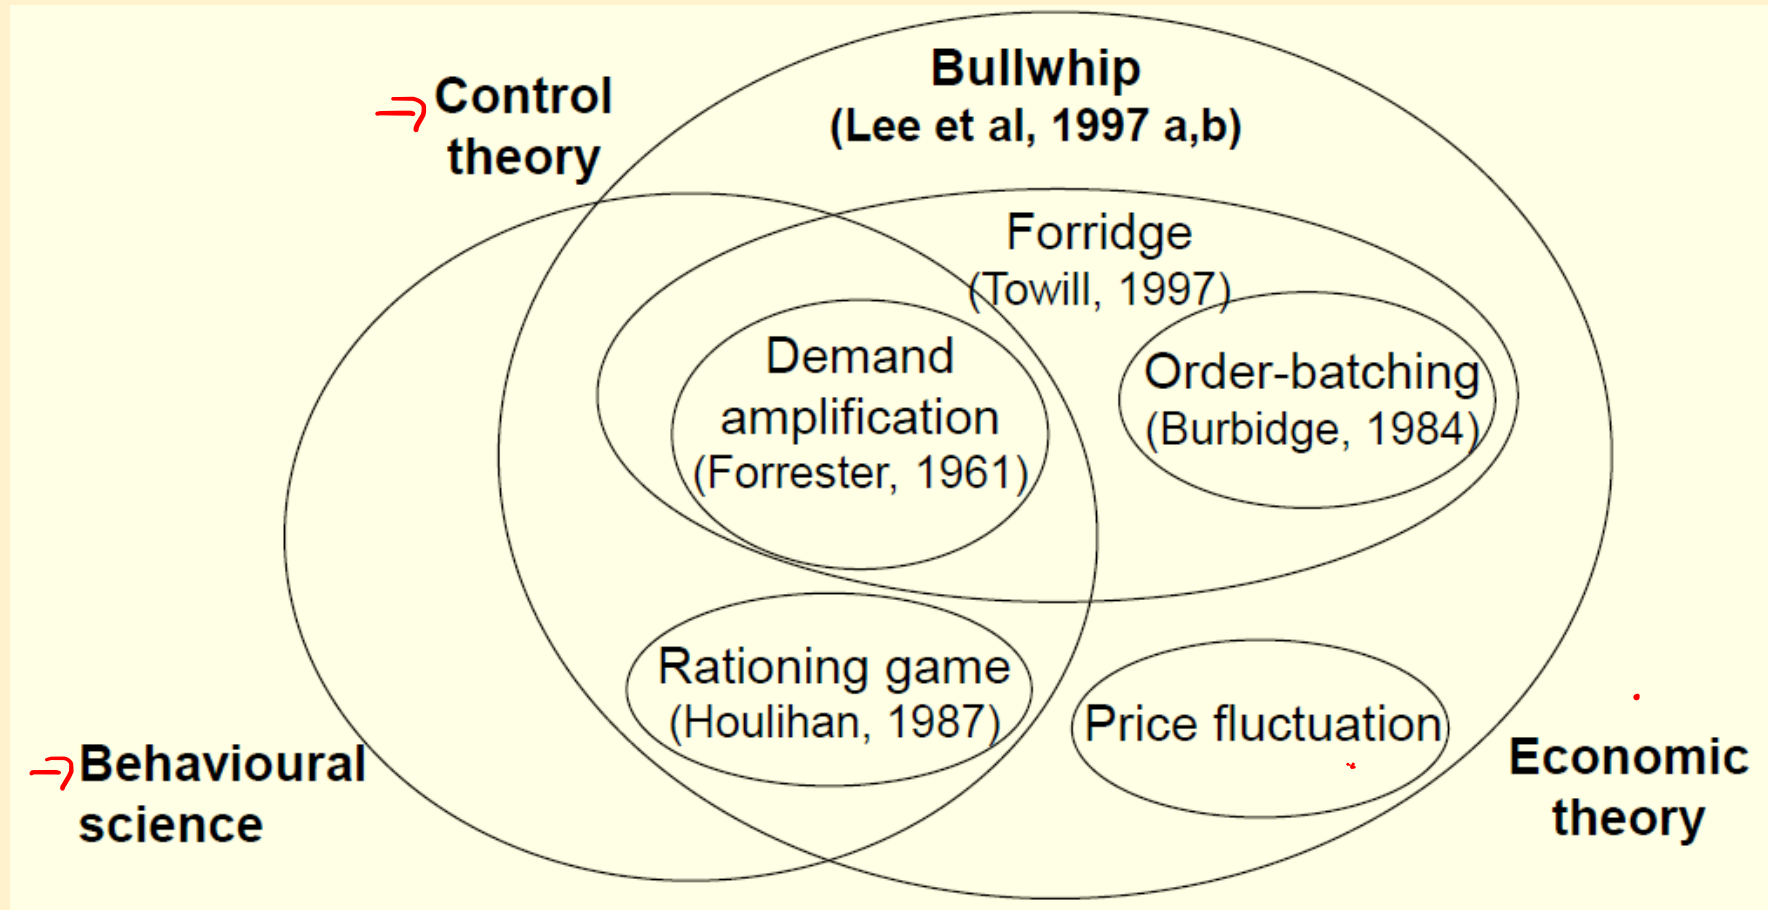 Bullwhip
(Lee et al, 1997 a,b)
Control
theory
Forridge
(Towill, 1997)
Demand
amplification
(Forrester, 1961)
Order-batching
(Burbidge, 1984)
Rationing game
(Houlihan, 1987)
Price fluctuation
Behavioural
science
Economic
theory